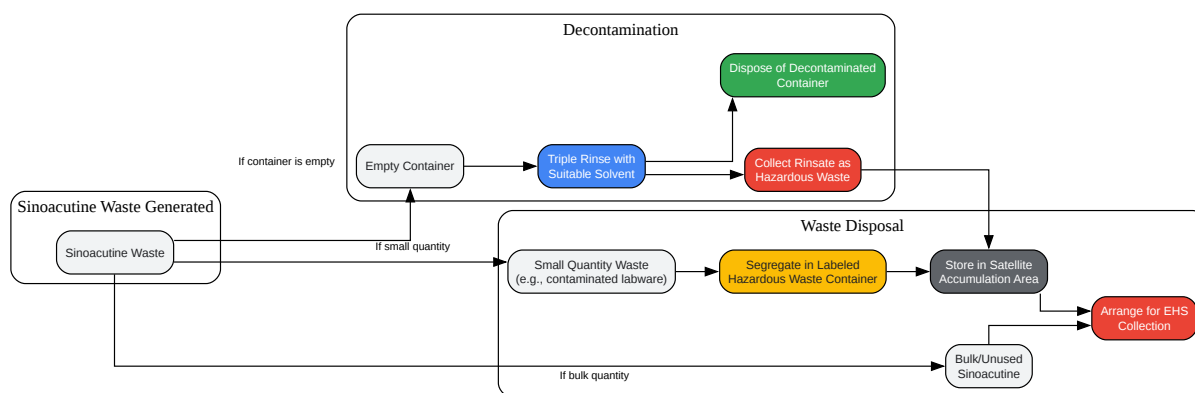 Decontamination
Dispose of Decontaminated
Container
If container is empty
Empty Container
Triple Rinse with
Suitable Solvent
Collect Rinsate as
Hazardous Waste
Sinoacutine Waste Generated
Sinoacutine Waste
If small quantity
Waste Disposal
Small Quantity Waste
(e.g., contaminated labware)
Segregate in Labeled
Hazardous Waste Container
Store in Satellite
Accumulation Area
Arrange for EHS
Collection
If bulk quantity
Bulk/Unused
Sinoacutine